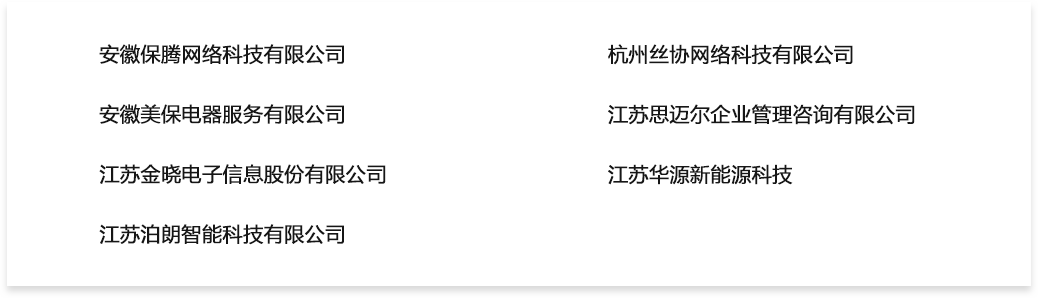 安徽保腾网络科技有限公司
杭州丝协网络科技有限公司
安徽美保电器服务有限公司
江苏思迈尔企业管理咨询有限公司
江苏金晓电子信息股份有限公司
江苏华源新能源科技
江苏泊朗智能科技有限公司